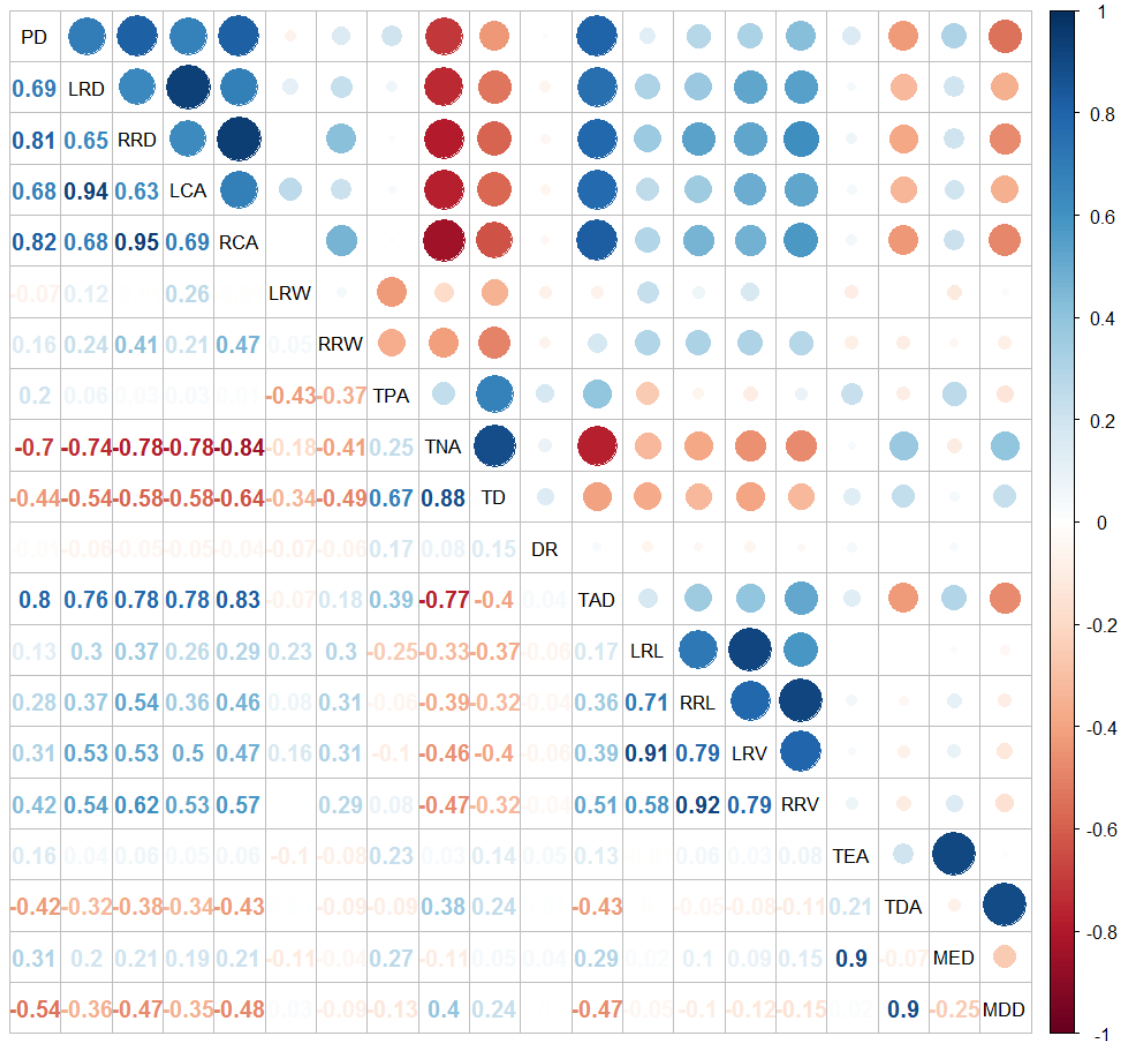 PD 1
0.69 LRD 0.8
0.81 0.65 RRD
0.68 0.94 0.63 LCA 0.6
0.82 0.68 0.95 0.69 RCA
-0.07 0.12 0.26 LRW 0.4
0.16 0.24 0.41 0.21 0.47 0.05 RRW
0.2 0.06 0.03 0.03 -0.43 -0.37 TPA 0.2
-0.7 -0.74 -0.78 -0.78 -0.84 -0.18 -0.41 0.25 TNA
-0.44 -0.54 -0.58 -0.58 -0.64 -0.34 -0.49 0.67 0.88 TD 0
-0.01 -0.06 -0.05 -0.05 -0.04 -0.07 -0.06 0.17 0.08 0.15 DR
0.8 0.76 0.78 0.78 0.83 -0.07 0.18 0.39 -0.77 -0.4 0.04 TAD -0.2
0.13 0.3 0.37 0.26 0.29 0.23 0.3 -0.25 -0.33 -0.37 -0.06 0.17 LRL
0.28 0.37 0.54 0.36 0.46 0.08 0.31 -0.06 -0.39 -0.32 -0.04 0.36 0.71 RRL -0.4
0.31 0.53 0.53 0.5 0.47 0.16 0.31 -0.1 -0.46 -0.4 -0.06 0.39 0.91 0.79 LRV
0.42 0.54 0.62 0.53 0.57 0.29 0.08 -0.47 -0.32 -0.04 0.51 0.58 0.92 0.79 RRV -0.6
0.16 0.04 0.06 0.05 0.06 -0.1 -0.08 0.23 0.03 0.14 0.05 0.13 0.06 0.03 0.08 TEA
-0.42 -0.32 -0.38 -0.34 -0.43 -0.09 -0.09 0.38 0.24 -0.43 -0.05 -0.08 -0.11 0.21 TDA -0.8
0.31 0.2 0.21 0.19 0.21 -0.11 -0.04 0.27 -0.11 0.05 0.04 0.29 0.02 0.1 0.09 0.15 0.9 -0.07 MED
-0.54 -0.36 -0.47 -0.35 -0.48 0.03 -0.09 -0.13 0.4 0.24 -0.47 -0.05 -0.1 -0.12 -0.15 0.02 0.9 -0.25 MDD -1